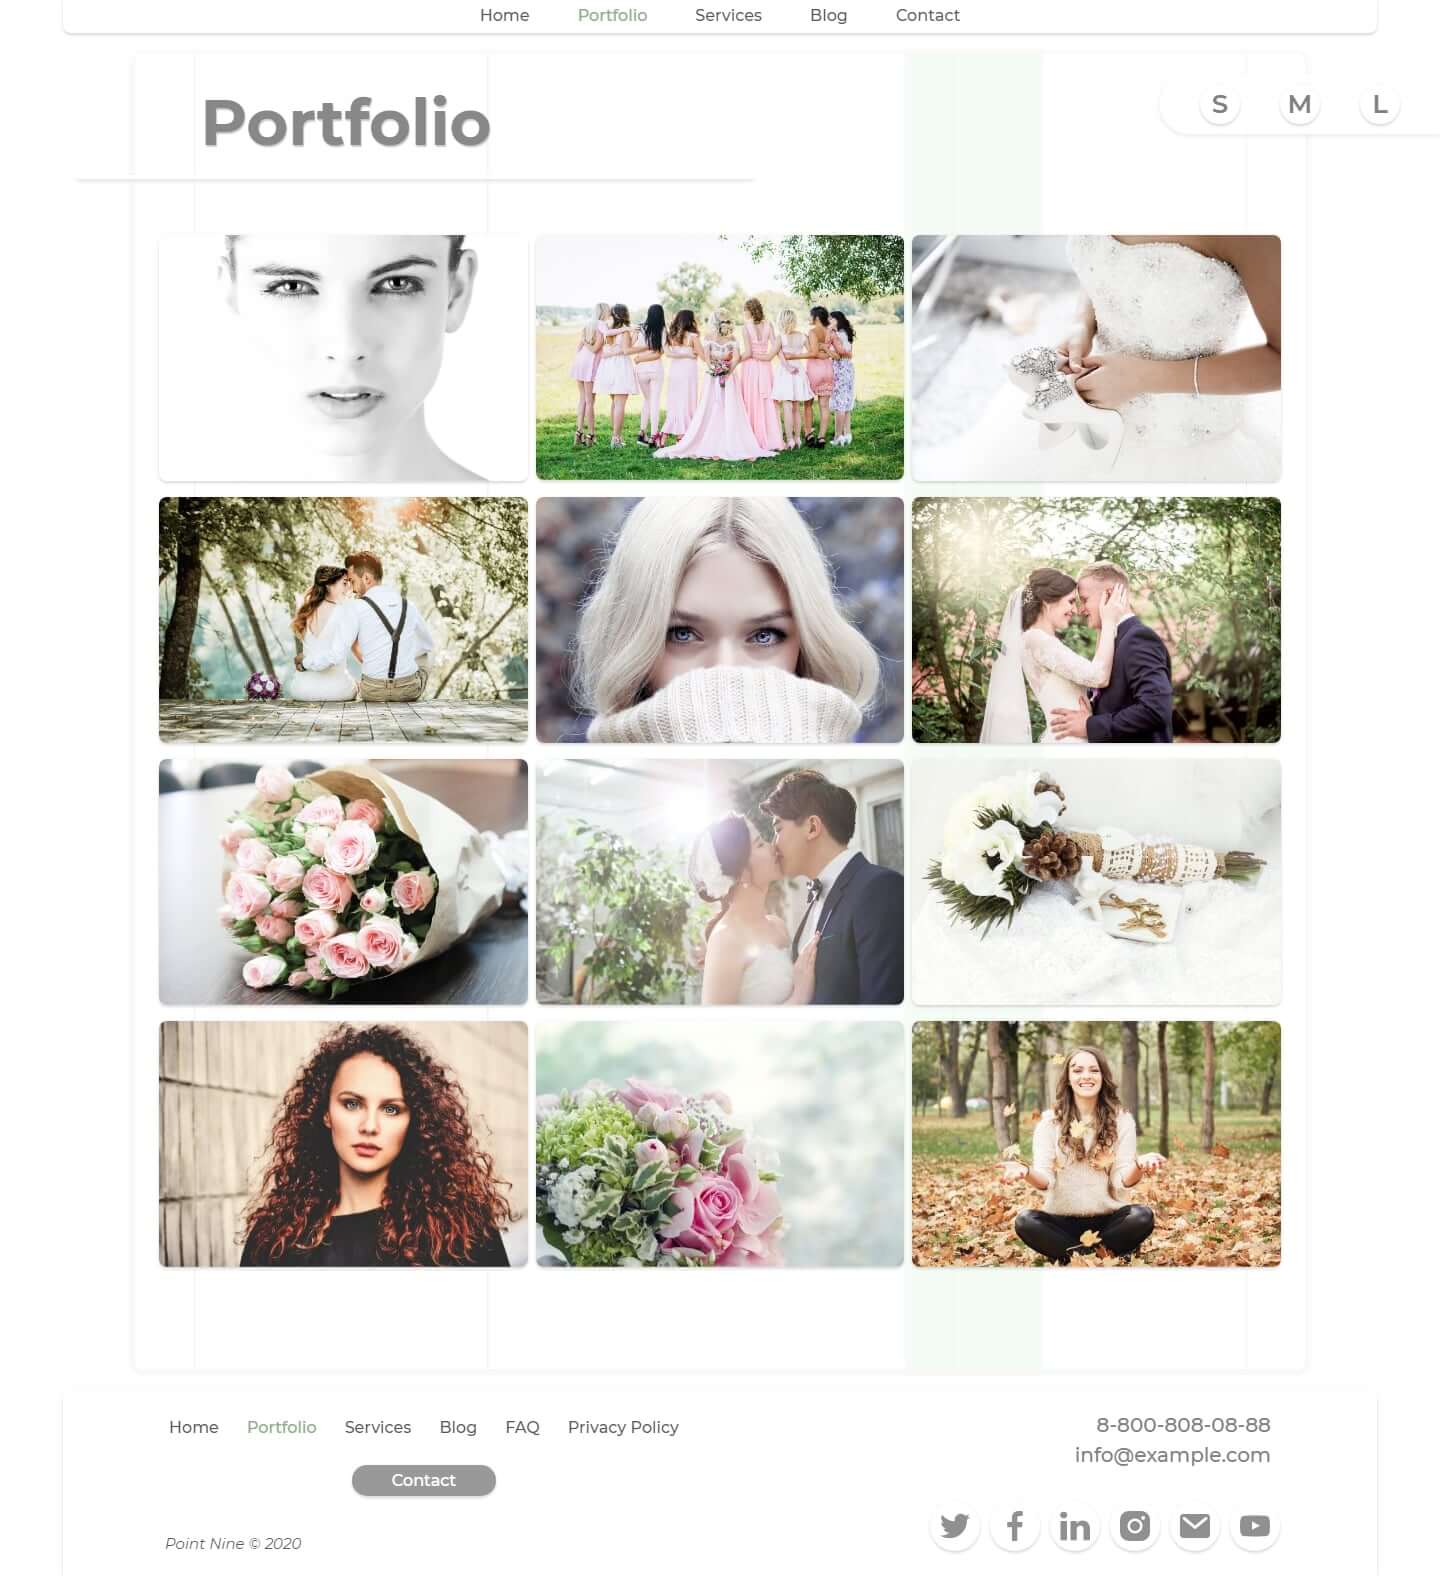 Home Portfolio Services Blog Contact
Portfolio
S M L
Home Portfolio Services Blog FAQ Privacy Policy
8-800-808-08-88
info@example.com
Contact
Point Nine © 2020